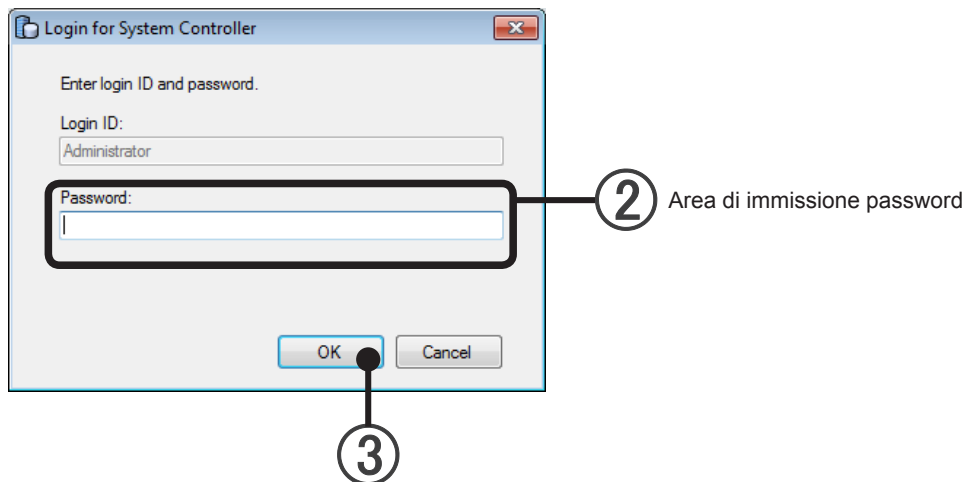 Login for System Controller
Enter login ID and password.
Login ID:
Administrator
Password:
2 Area di immissione password
OK Cancel
3